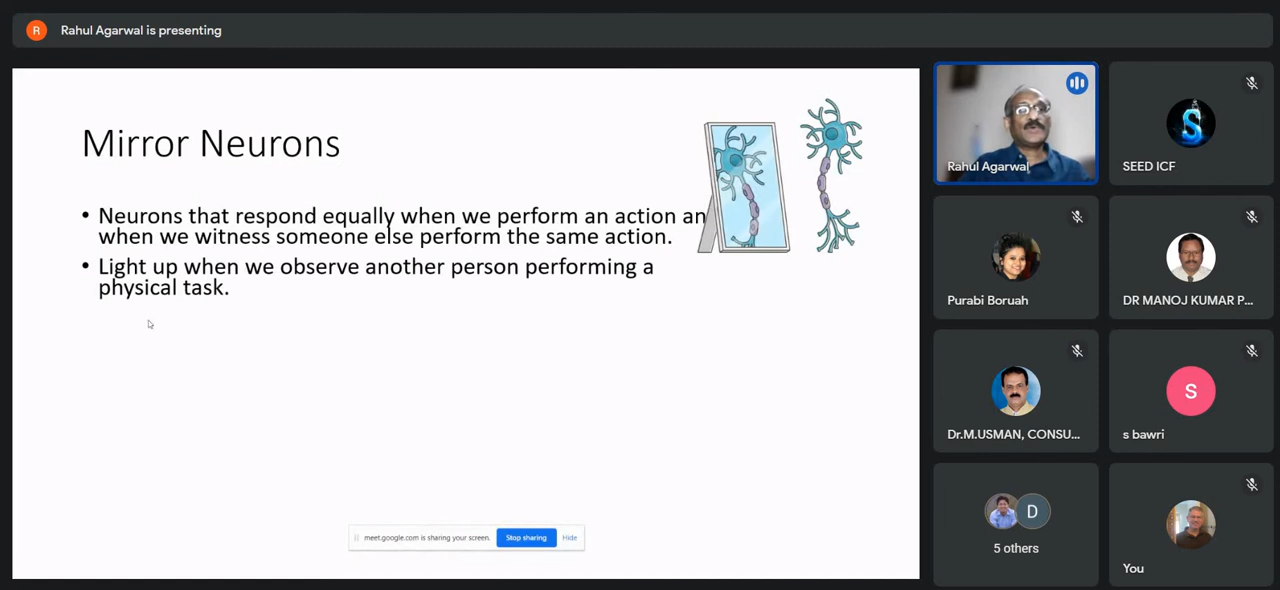 R
Rahul Agarwal is presenting
Mirror Neurons
• Neurons that respond equally when we perform an action an
when we witness someone else perform the same action.
• Light up when we observe another person performing a
physical task.
meet.google.com is sharing your screen.
Stop sharing
Hide
Rahul Agarwal
S
SEED ICF
Purabi Boruah
DR MANOJ KUMAR P...
Dr.M.USMAN, CONSU...
S
s bawri
D
5 others
You